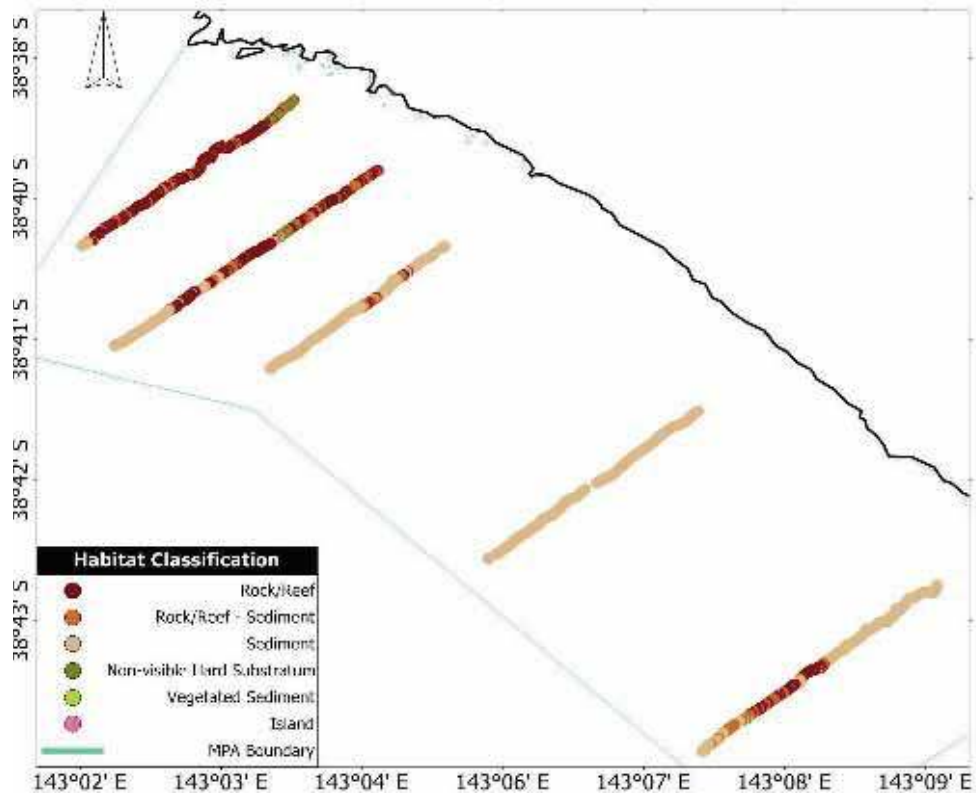 38°38' S
38°40' S
38°41' S
38°42' S
38°43' S
Habitat Classification
Rock/Reef
Rock/Reef - Sediment
Sediment
Non-visible Hard Substratum
Vegetated Sediment
Island
MPA Boundary
143°02' E 143°03' E 143°04' E 143°06' E 143°07' E 143°08' E 143°09' E